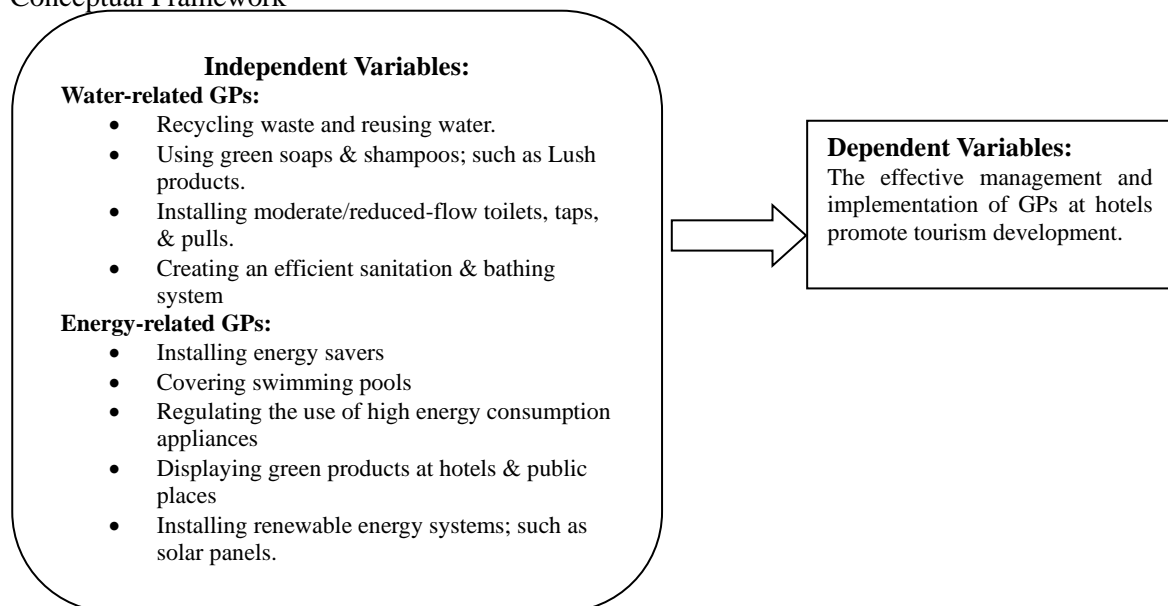 Conceptual Framework
Independent Variables:
Water-related GPs:
• Recycling waste and reusing water.
• Using green soaps & shampoos; such as Lush
products.
• Installing moderate/reduced-flow toilets, taps,
& pulls.
• Creating an efficient sanitation & bathing
system
Energy-related GPs:
• Installing energy savers
• Covering swimming pools
• Regulating the use of high energy consumption
appliances
• Displaying green products at hotels & public
places
• Installing renewable energy systems; such as
solar panels.
Dependent Variables:
The effective management and
implementation of GPs at hotels
promote tourism development.